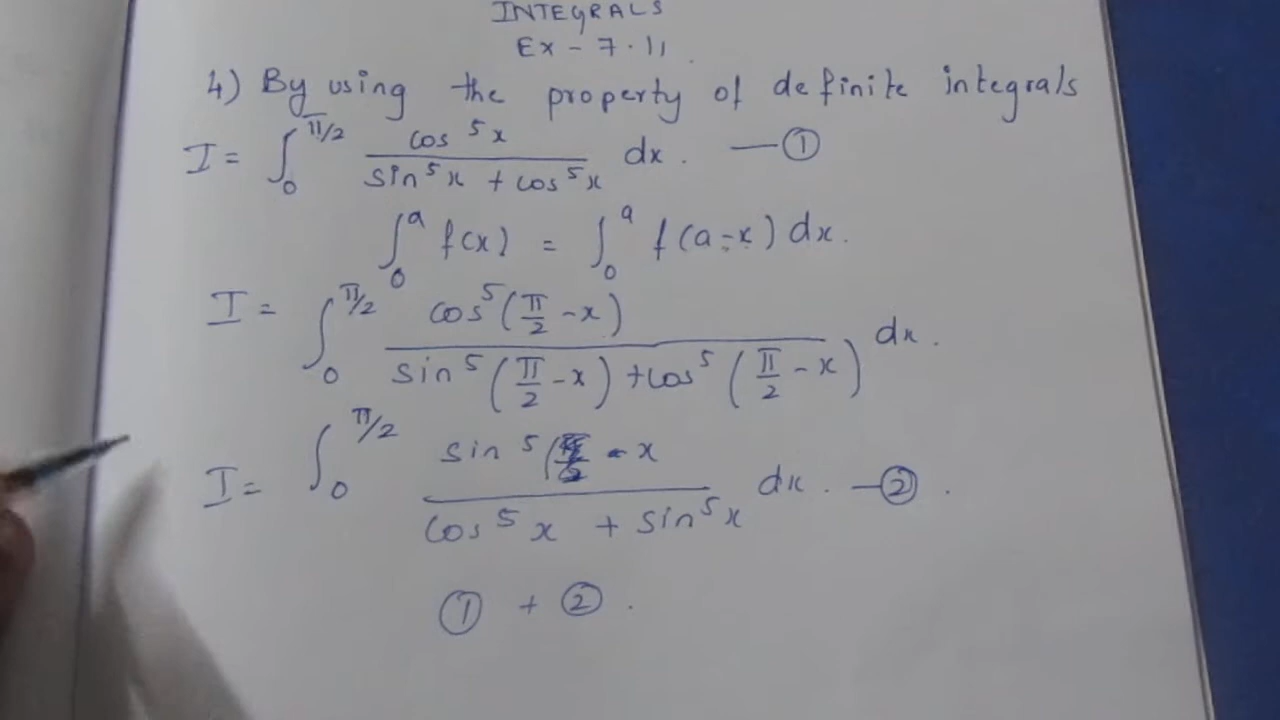 INTEGRALS
Ex - 7.11
4) By using the property of definite integrals
I = ∫₀^π/2 cos⁵x / sin⁵x + cos⁵x dx. — ①
∫₀^a f(x) = ∫₀^a f(a-x) dx.
I = ∫₀^π/2 cos⁵(π/2 - x) / sin⁵(π/2 - x) + cos⁵(π/2 - x) dx.
I = ∫₀^π/2 sin⁵ x / cos⁵x + sin⁵x dx. — ②.
① + ②.